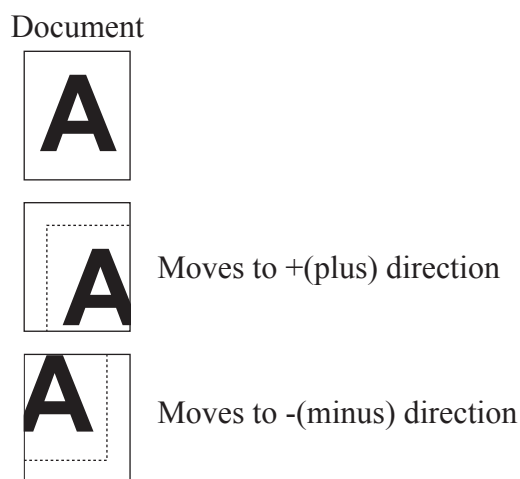 Document
A
A
Moves to +(plus) direction
A
Moves to -(minus) direction